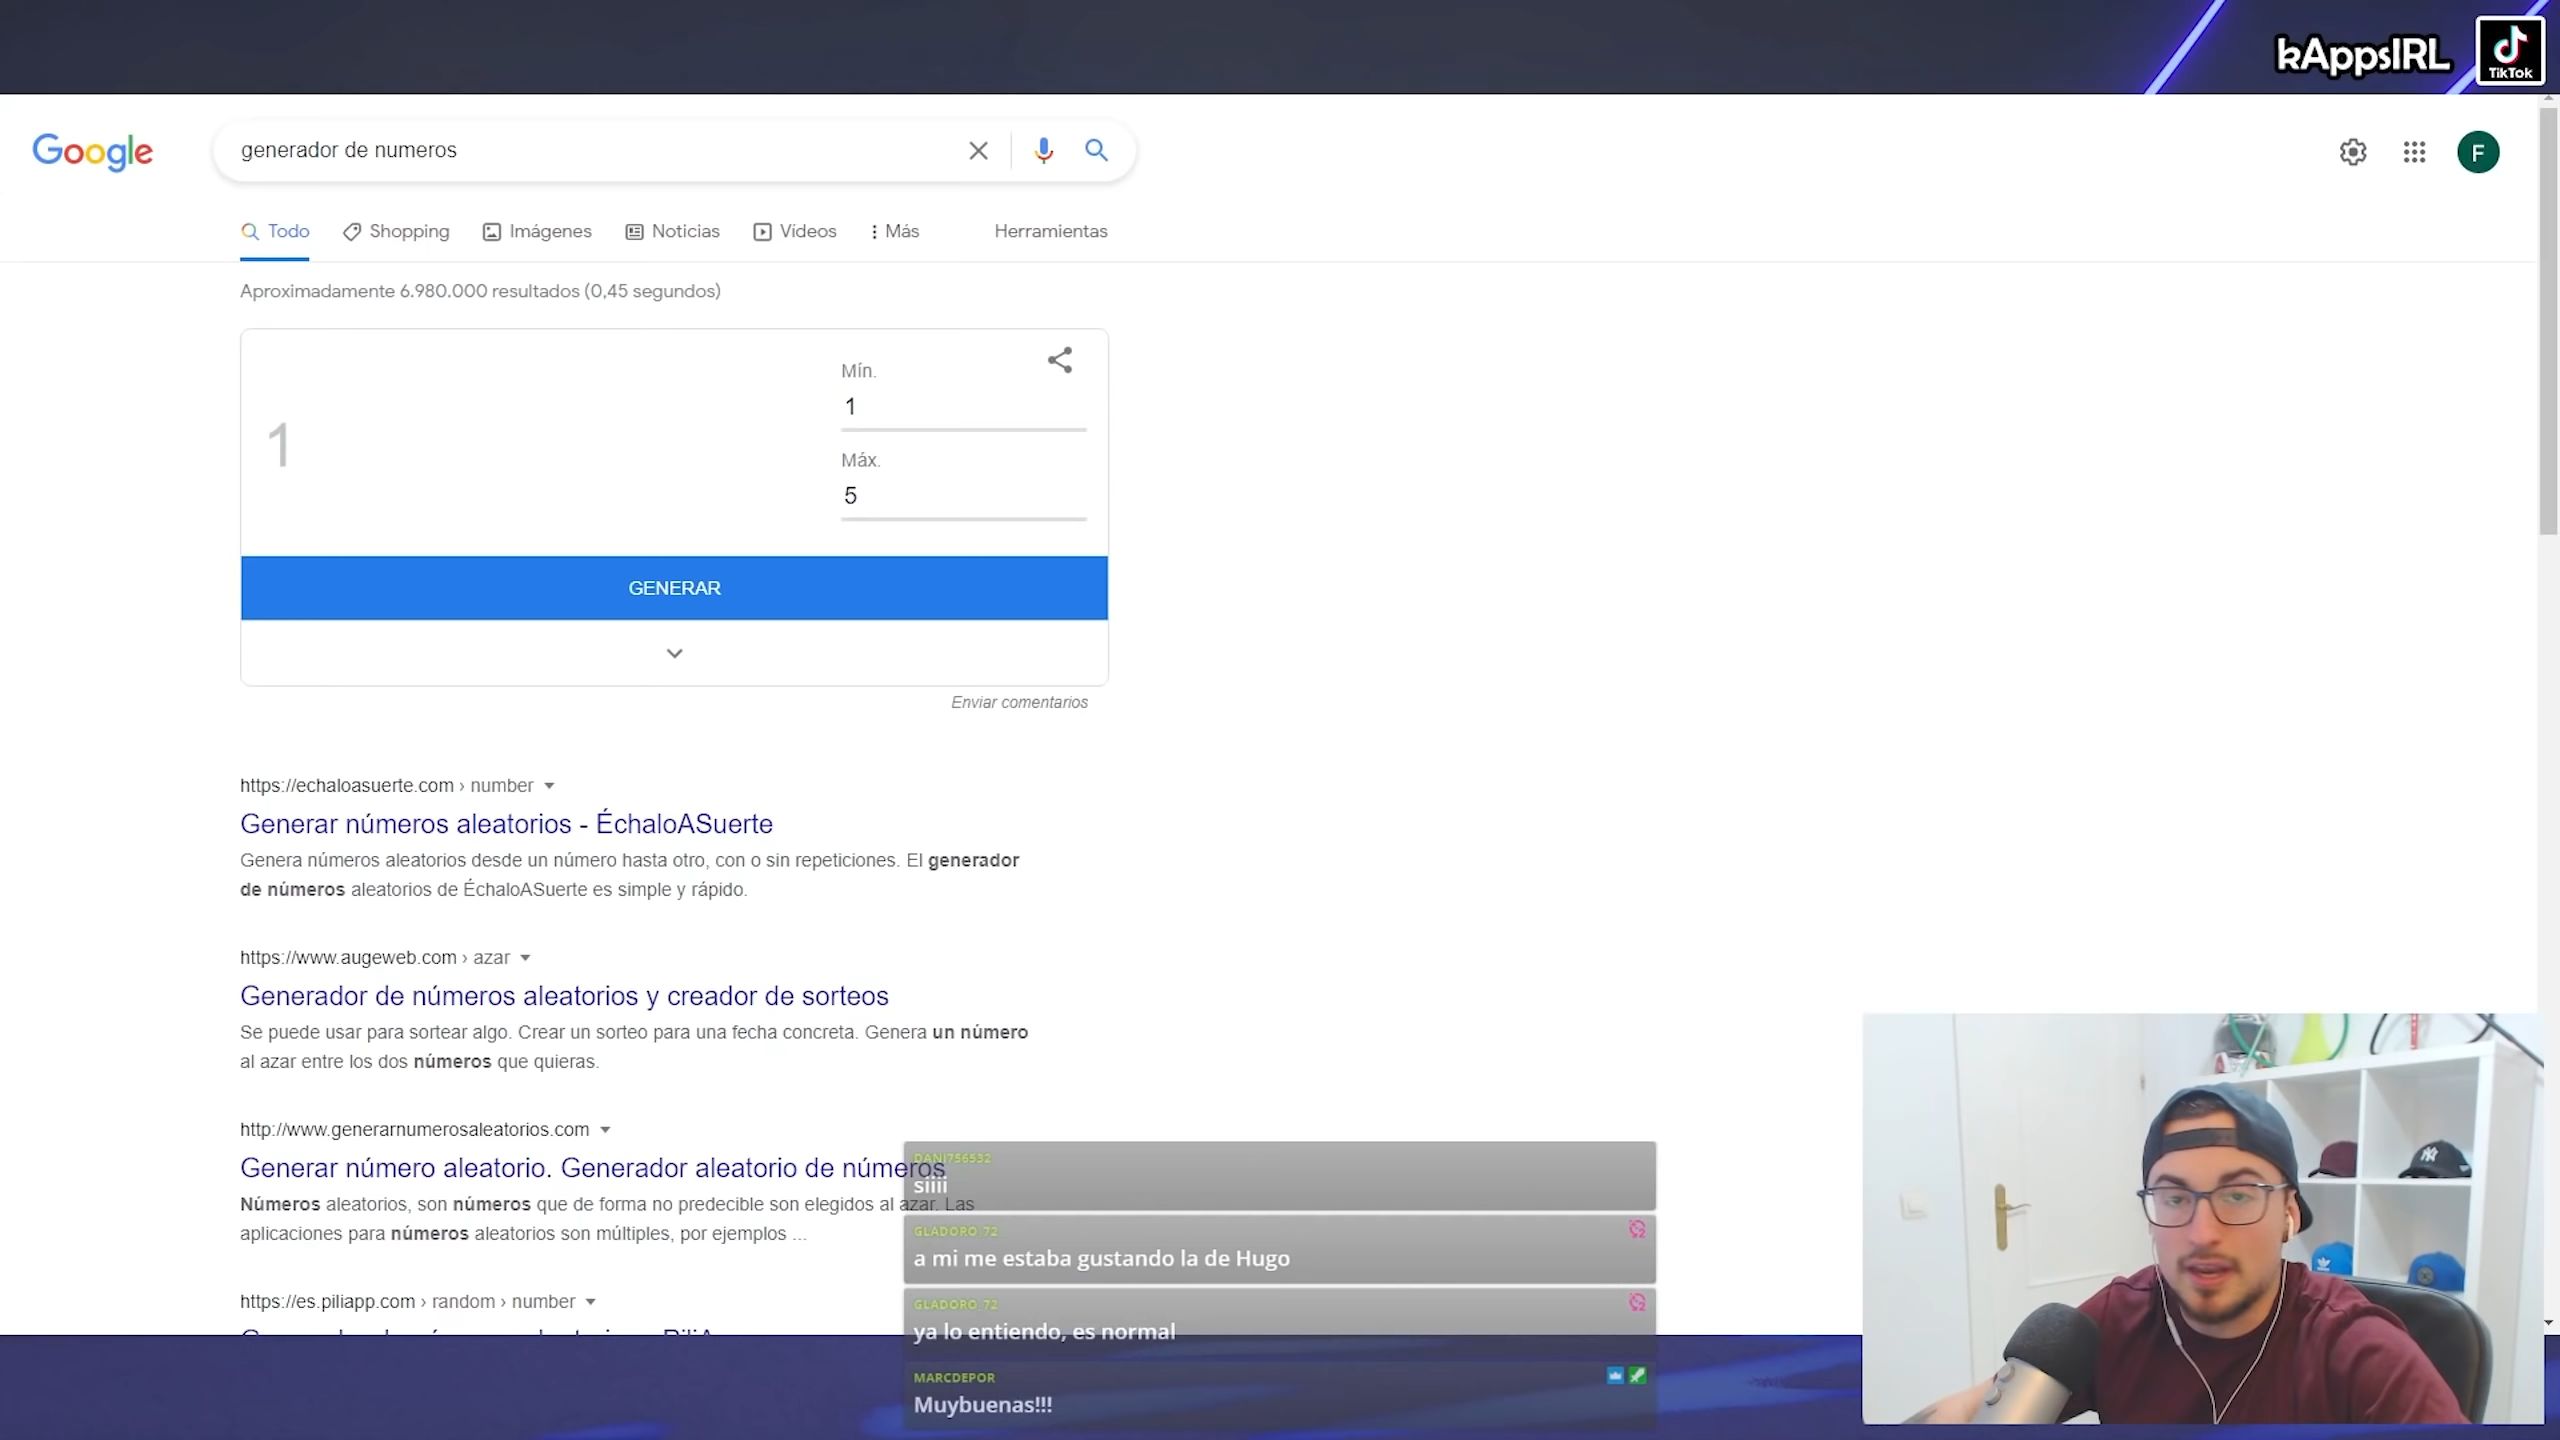 kAppsIRL
TikTok
Google
generador de numeros
F
Todo
Shopping
Imágenes
Noticias
Vídeos
Más
Herramientas
Aproximadamente 6.980.000 resultados (0,45 segundos)
Mín.
1
1
Máx.
5
GENERAR
Enviar comentarios
https://echaloasuerte.com › number
Generar números aleatorios - ÉchaloASuerte
Genera números aleatorios desde un número hasta otro, con o sin repeticiones. El generador
de números aleatorios de ÉchaloASuerte es simple y rápido.
https://www.augeweb.com › azar
Generador de números aleatorios y creador de sorteos
Se puede usar para sortear algo. Crear un sorteo para una fecha concreta. Genera un número
al azar entre los dos números que quieras.
http://www.generarnumerosaleatorios.com
Generar número aleatorio. Generador aleatorio de números
Números aleatorios, son números que de forma no predecible son elegidos al azar. Las
aplicaciones para números aleatorios son múltiples, por ejemplos ...
https://es.piliapp.com › random › number
DANI756532
siiii
GLADORO_72
a mi me estaba gustando la de Hugo
GLADORO_72
ya lo entiendo, es normal
MARCDEPOR
Muybuenas!!!